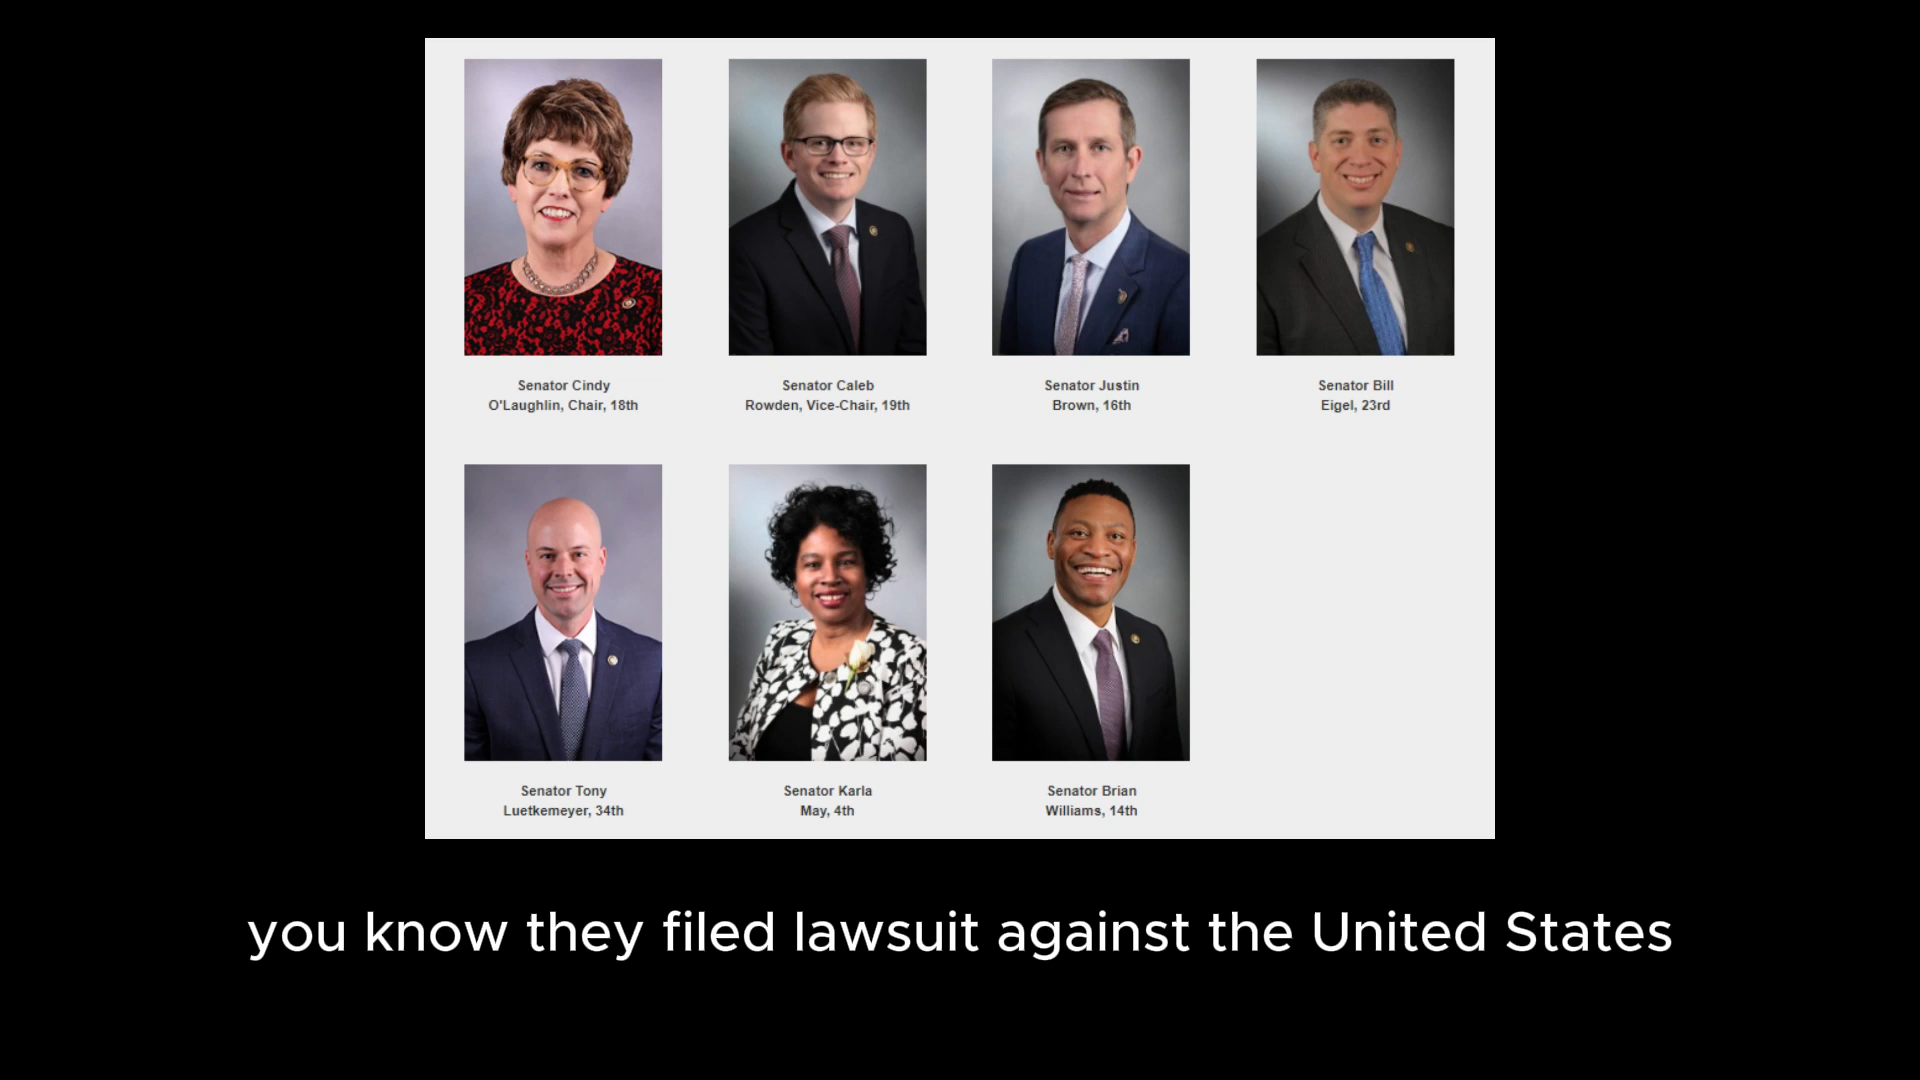 Senator Cindy
O'Laughlin, Chair, 18th
Senator Caleb
Rowden, Vice-Chair, 19th
Senator Justin
Brown, 16th
Senator Bill
Eigel, 23rd
Senator Tony
Luetkemeyer, 34th
Senator Karla
May, 4th
Senator Brian
Williams, 14th
you know they filed lawsuit against the United States